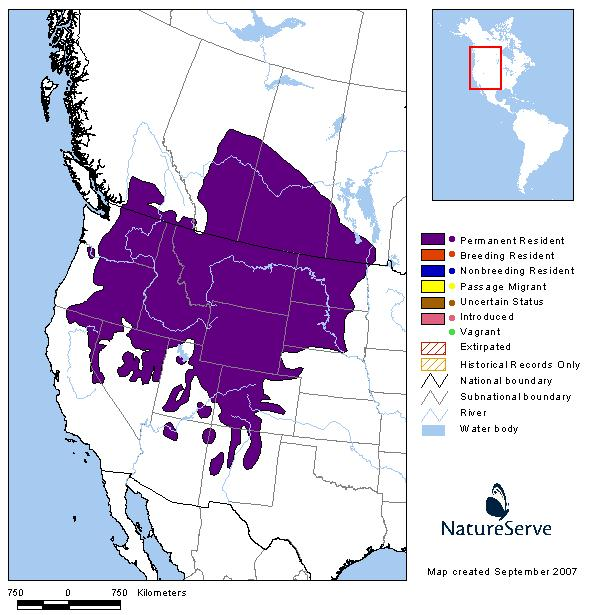 Permanent Resident
Breeding Resident
Nonbreeding Resident
Passage Migrant
Uncertain Status
Introduced
Vagrant
Extirpated
Historical Records Only
National boundary
Subnational boundary
River
Water body
NatureServe
Map created September 2007
750 0 750 Kilometers